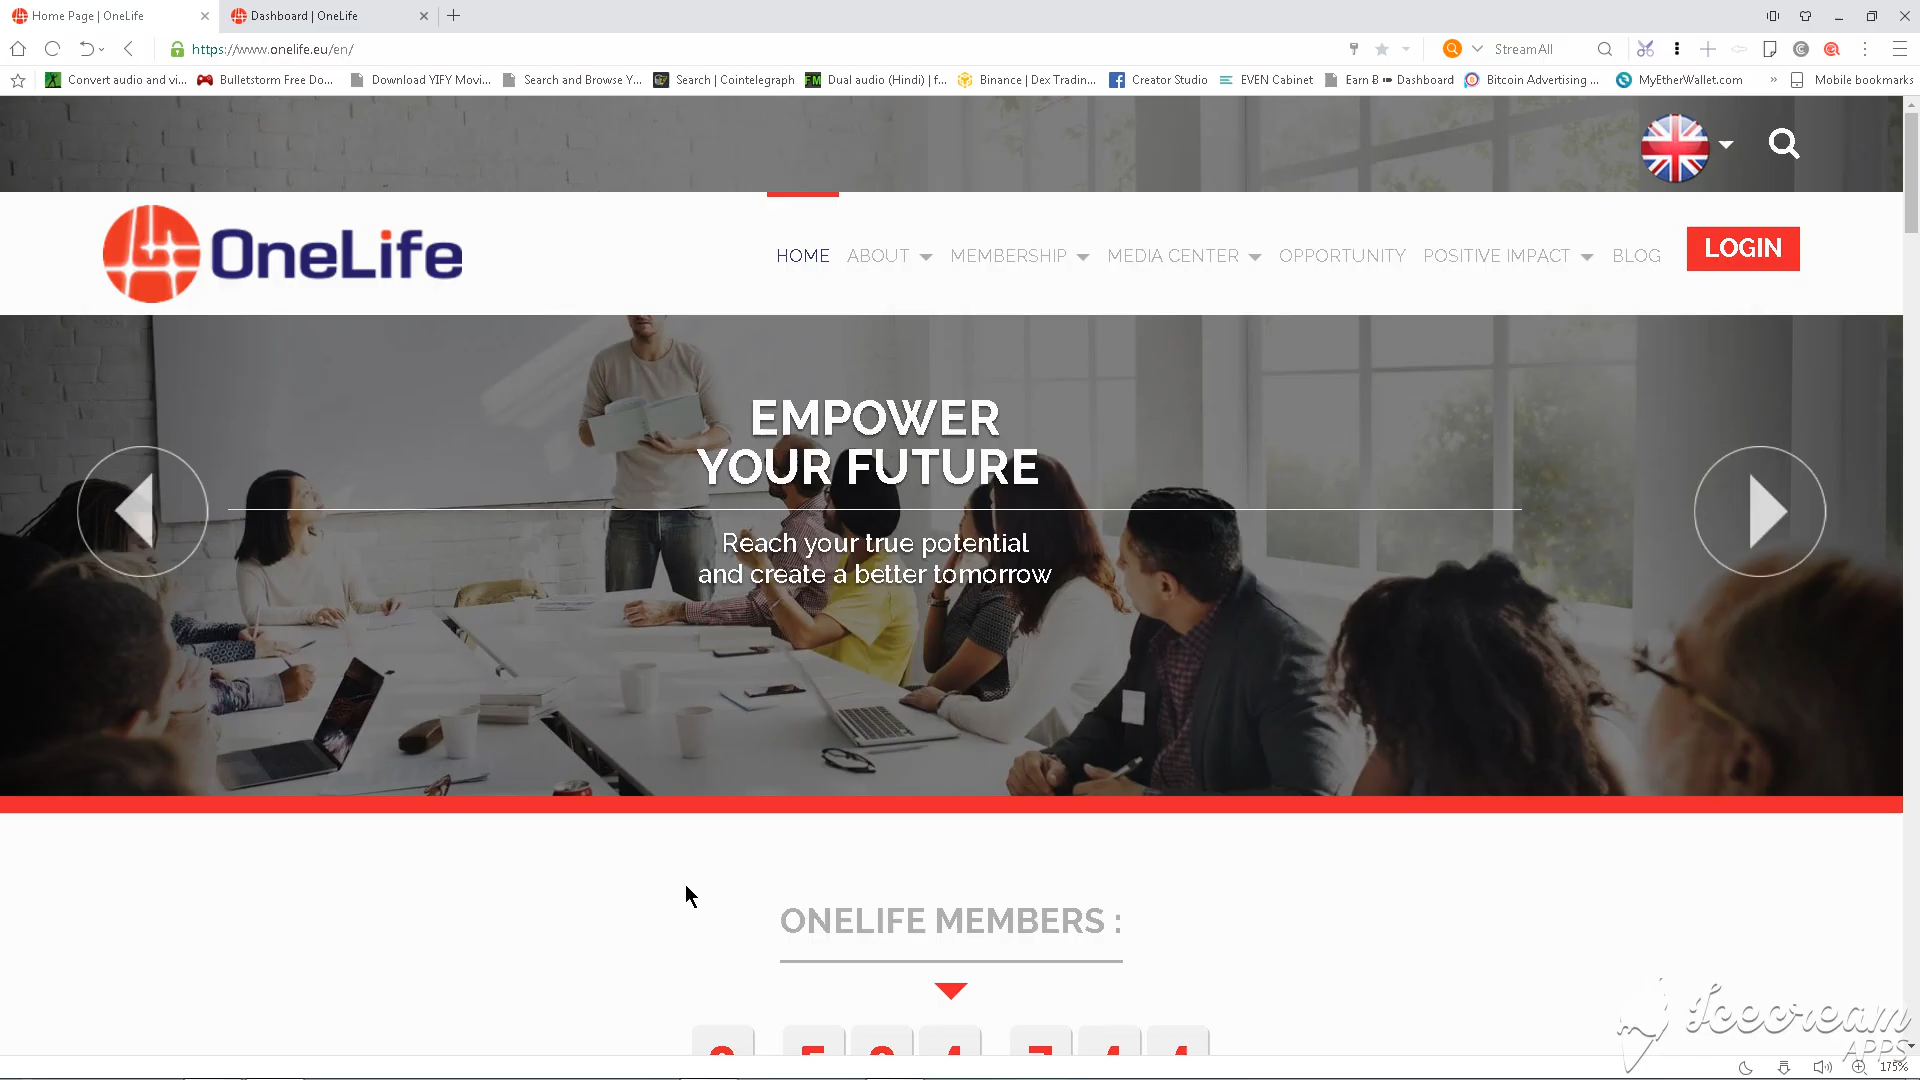 Home Page | OneLife
Dashboard | OneLife
https://www.onelife.eu/en/
StreamAll
Convert audio and vi...
Bulletstorm Free Do...
Download YIFY Movi...
Search and Browse Y...
Search | Cointelegraph
Dual audio (Hindi) | f...
Binance | Dex Tradin...
Creator Studio
EVEN Cabinet
Earn B ➠ Dashboard
Bitcoin Advertising ...
MyEtherWallet.com
Mobile bookmarks
OneLife
HOME
ABOUT
MEMBERSHIP
MEDIA CENTER
OPPORTUNITY
POSITIVE IMPACT
BLOG
LOGIN
EMPOWER
YOUR FUTURE
Reach your true potential
and create a better tomorrow
ONELIFE MEMBERS :
Icecream
APPS
175%